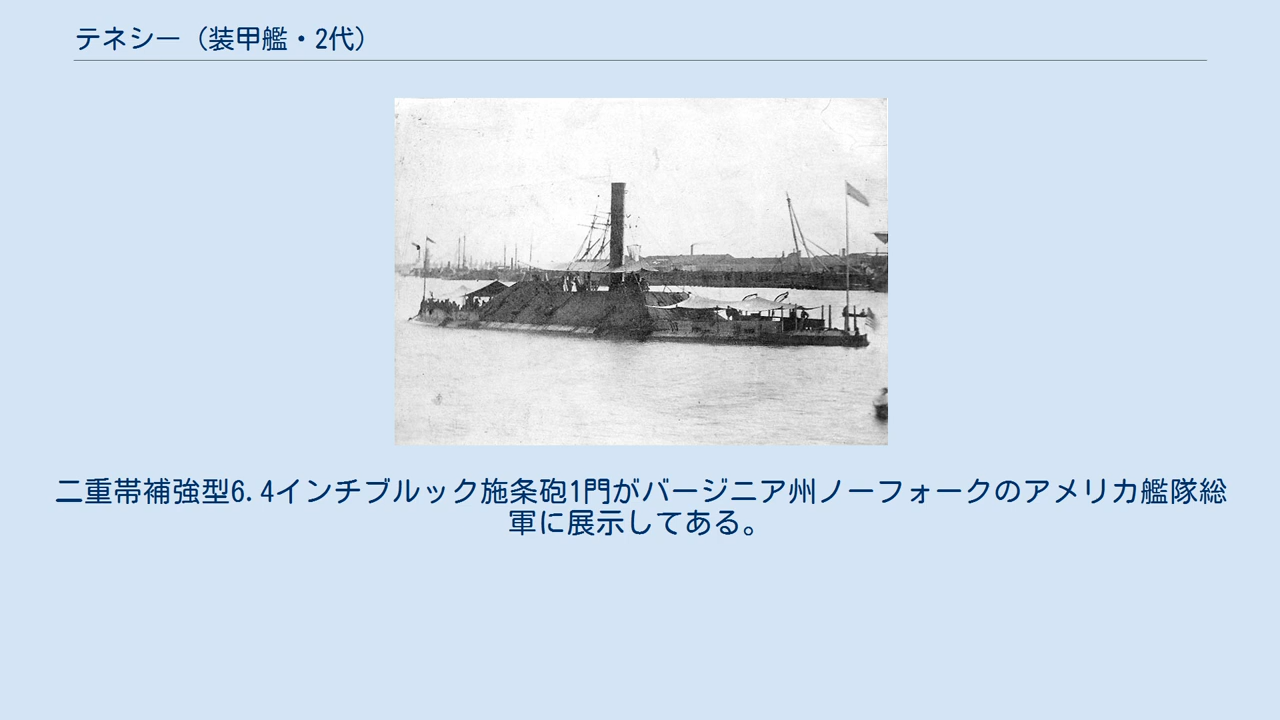 テネシー（装甲艦・2代）
二重帯補強型6.4インチブルック施条砲1門がバージニア州ノーフォークのアメリカ艦隊総
軍に展示してある。